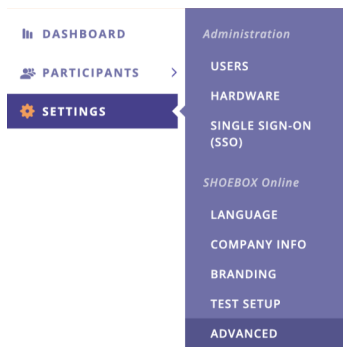 DASHBOARD
PARTICIPANTS
SETTINGS
Administration
USERS
HARDWARE
SINGLE SIGN-ON
(SSO)
SHOEBOX Online
LANGUAGE
COMPANY INFO
BRANDING
TEST SETUP
ADVANCED